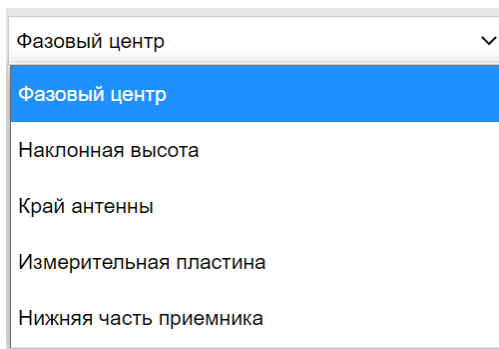 Фазовый центр
Фазовый центр
Наклонная высота
Край антенны
Измерительная пластина
Нижняя часть приемника